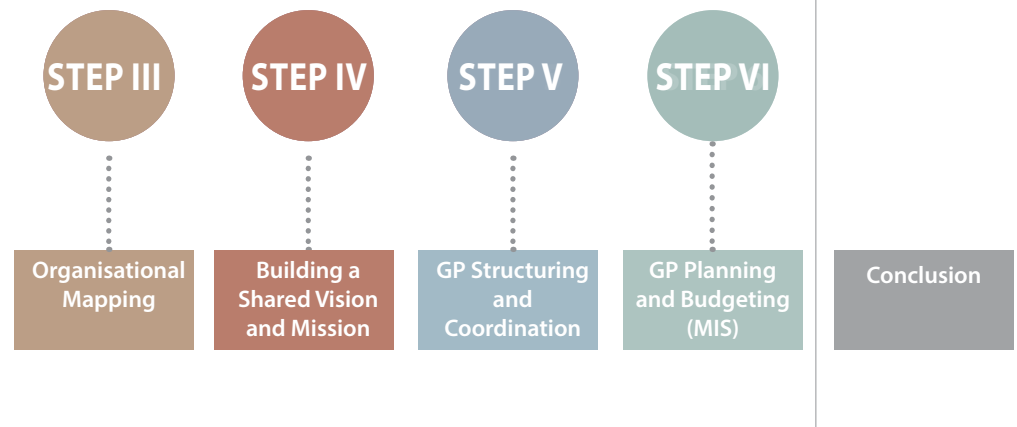 STEP III
STEP IV
STEP V
STEP VI
Organisational
Mapping
Building a
Shared Vision
and Mission
GP Structuring
and
Coordination
GP Planning
and Budgeting
(MIS)
Conclusion